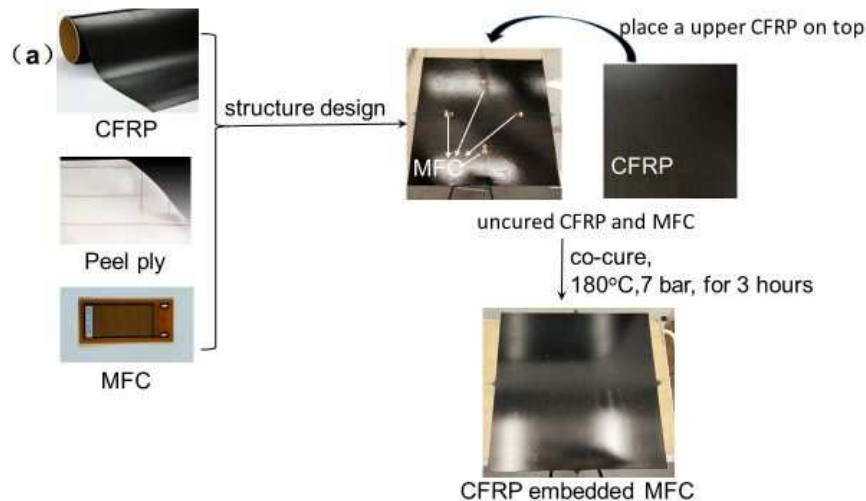 (a)
CFRP
Peel ply
MFC
structure design
place a upper CFRP on top
MFC
CFRP
uncured CFRP and MFC
co-cure,
180°C,7 bar, for 3 hours
CFRP embedded MFC